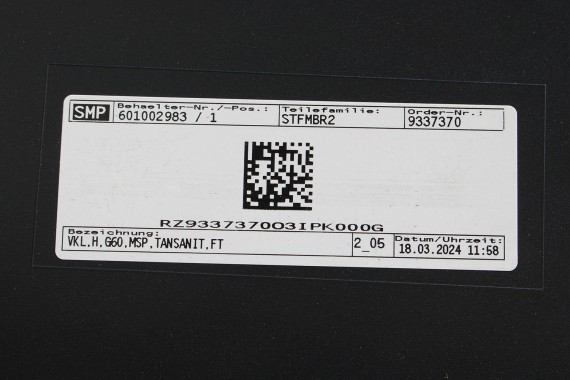 SMP
Behaelter-Nr./-Pos.: Teilefamilie: Order-Nr.:
601002983 / 1 STFMBR2 9337370
RZ9337370O3IPK000G
Bezeichnung: Datum/Uhrzeit:
VKL,H,G60,MSP,TANSANIT,FT 2_05 18.03.2024 11:58